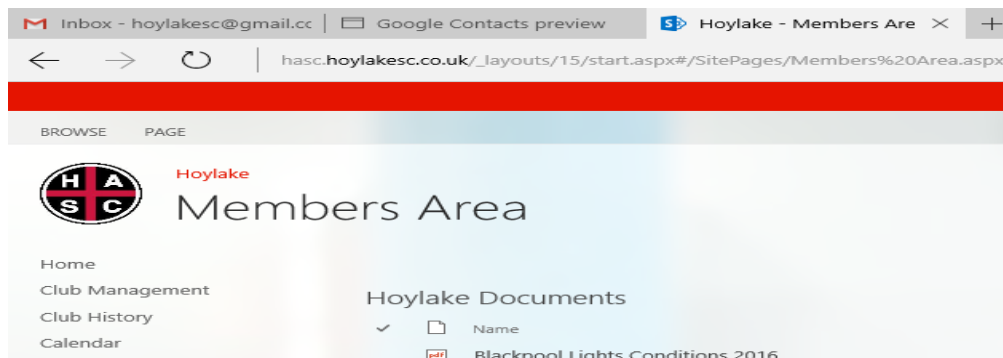 Inbox - hoylakesc@gmail.cc
Google Contacts preview
Hoylake - Members Are
hasc.hoylakesc.co.uk/_layouts/15/start.aspx#/SitePages/Members%20Area.aspx
BROWSE PAGE
H A
S C
Hoylake
Members Area
Home
Club Management
Club History
Calendar
Hoylake Documents
Name
pdf Blackpool Lights Conditions 2016